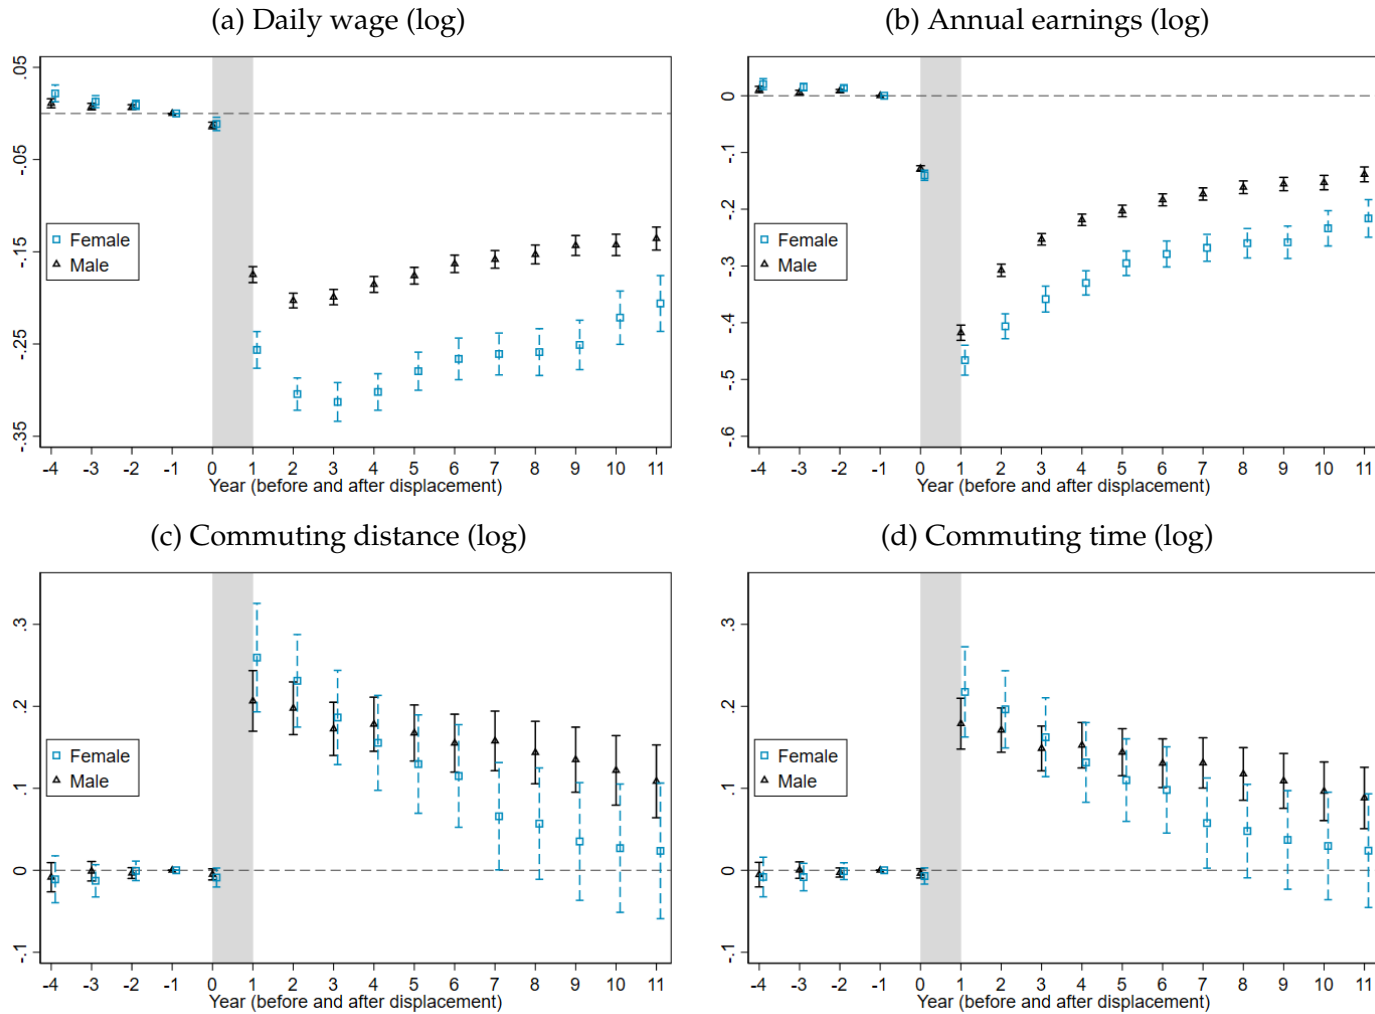 (a) Daily wage (log)
.05
0
-.05
-.15
-.25
-.35
Female
Male
-4 -3 -2 -1 0 1 2 3 4 5 6 7 8 9 10 11
Year (before and after displacement)
(b) Annual earnings (log)
0
-.1
-.2
-.3
-.4
-.5
-.6
Female
Male
-4 -3 -2 -1 0 1 2 3 4 5 6 7 8 9 10 11
Year (before and after displacement)
(c) Commuting distance (log)
.3
.2
.1
0
-.1
Female
Male
-4 -3 -2 -1 0 1 2 3 4 5 6 7 8 9 10 11
Year (before and after displacement)
(d) Commuting time (log)
.3
.2
.1
0
-.1
Female
Male
-4 -3 -2 -1 0 1 2 3 4 5 6 7 8 9 10 11
Year (before and after displacement)